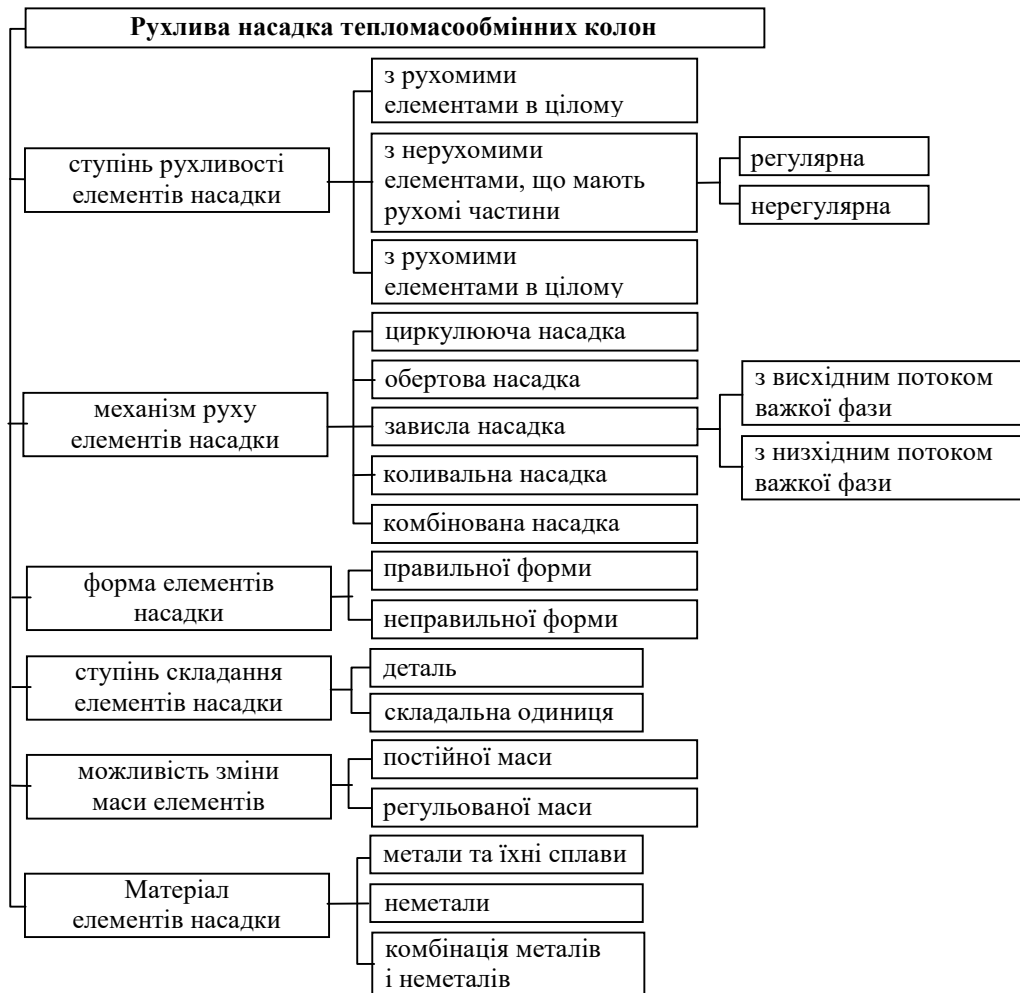 Рухлива насадка тепломасообмінних колон
ступінь рухливості
елементів насадки
з рухомими
елементами в цілому
з нерухомими
елементами, що мають
рухомі частини
регулярна
нерегулярна
з рухомими
елементами в цілому
механізм руху
елементів насадки
циркулююча насадка
обертова насадка
зависла насадка
з висхідним потоком
важкої фази
з низхідним потоком
важкої фази
коливальна насадка
комбінована насадка
форма елементів
насадки
правильної форми
неправильної форми
ступінь складання
елементів насадки
деталь
складальна одиниця
можливість зміни
маси елементів
постійної маси
регульованої маси
Матеріал
елементів насадки
метали та їхні сплави
неметали
комбінація металів
і неметалів